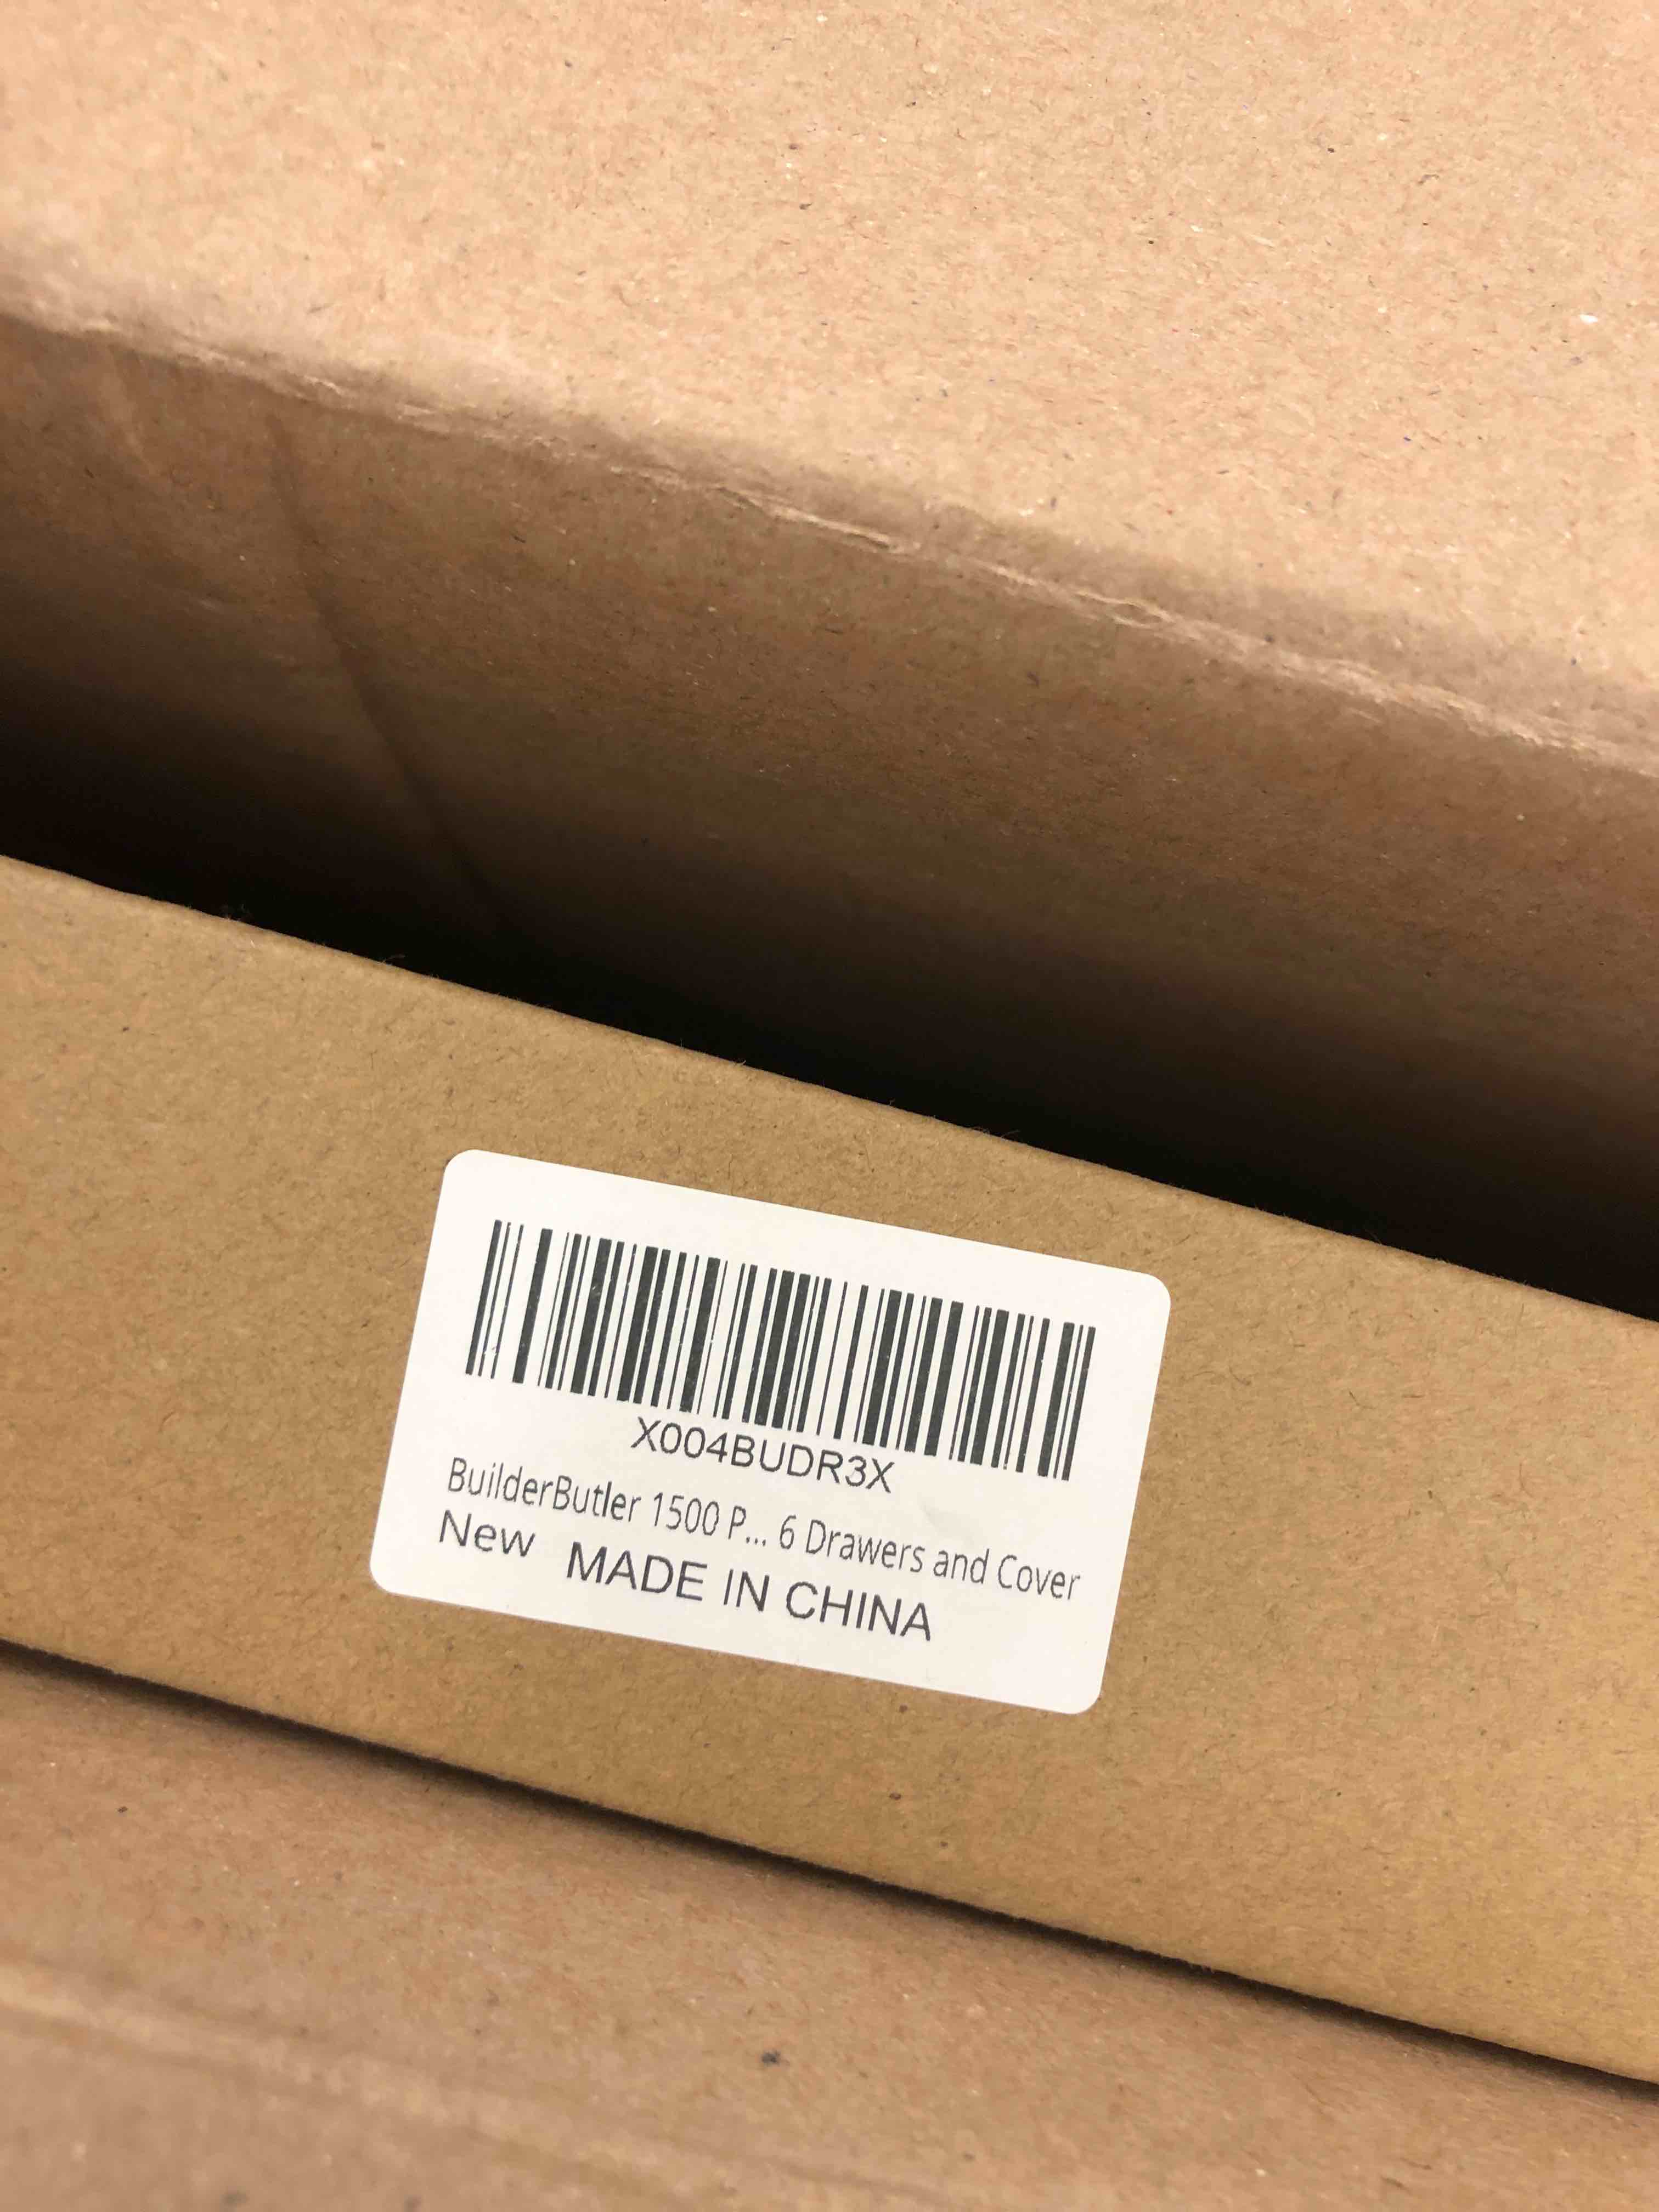 X004BUDR3X
BuilderButler 1500 P... 6 Drawers and Cover
New MADE IN CHINA